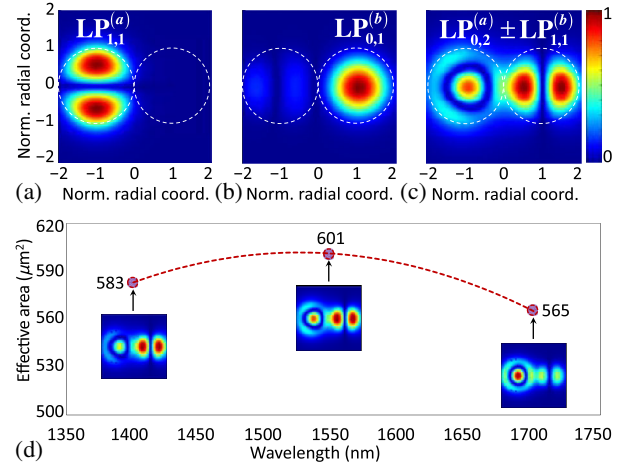 2 1 0 −1 −2
Norm. radial coord.
LP1,1(a)
LP0,1(b)
LP0,2(a) ± LP1,1(b)
1
0
−2 −1 0 1 2
−2 −1 0 1 2
−2 −1 0 1 2
(a) Norm. radial coord. (b) Norm. radial coord. (c) Norm. radial coord.
Effective area (μm2)
620
590
560
530
500
583
601
565
1350 1400 1450 1500 1550 1600 1650 1700 1750
(d) Wavelength (nm)